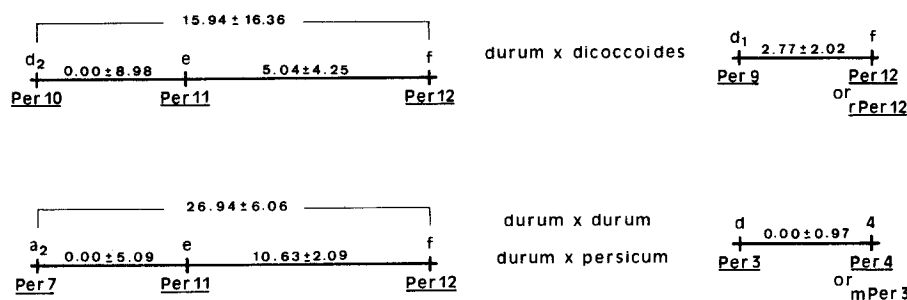 15.94 ± 16.36
d2 0.00±8.98 e 5.04±4.25 f
Per 10 Per 11 Per 12
durum x dicoccoides
d1 2.77±2.02 f
Per 9 Per 12
or rPer 12
26.94±6.06
a2 0.00±5.09 e 10.63±2.09 f
Per 7 Per 11 Per 12
durum x durum
durum x persicum
d 0.00±0.97 4
Per 3 Per 4
or mPer 3